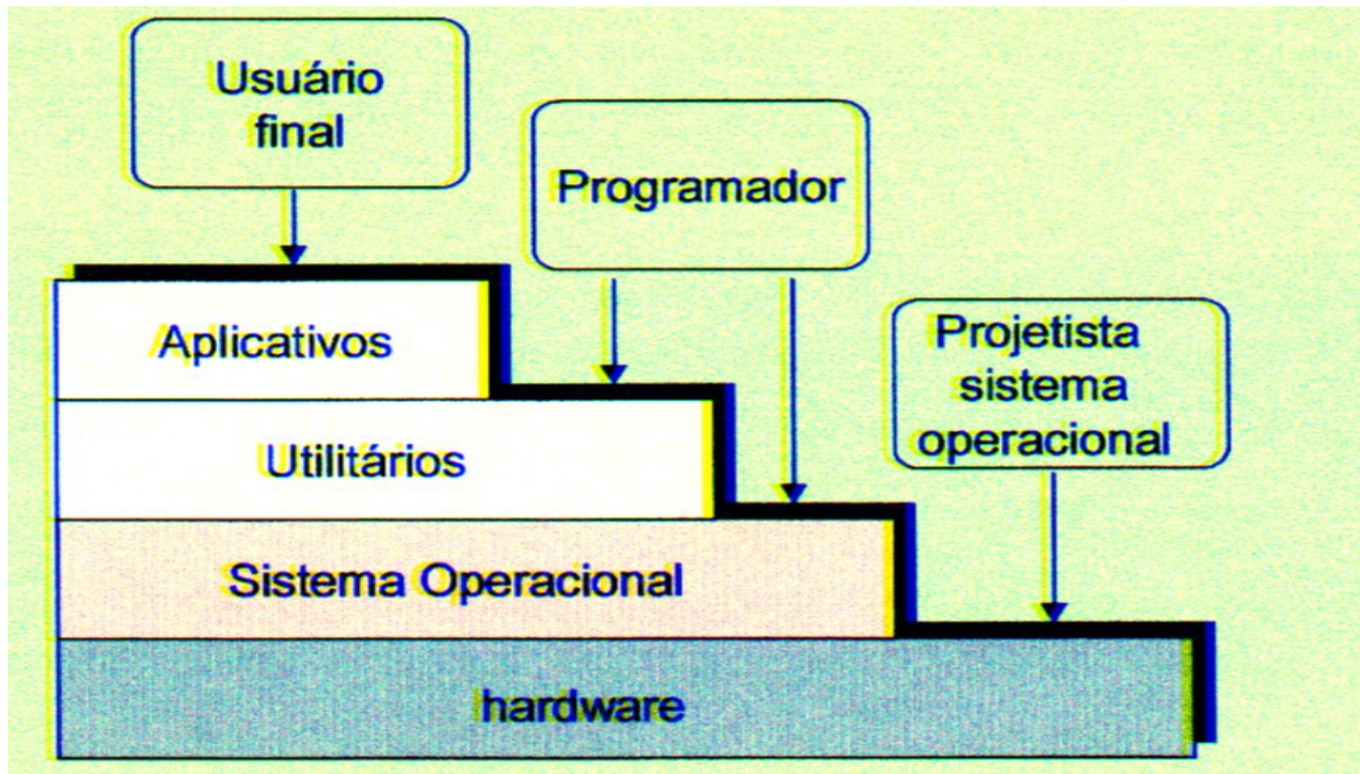 Usuário
final
Programador
Projetista
sistema
operacional
Aplicativos
Utilitários
Sistema Operacional
hardware